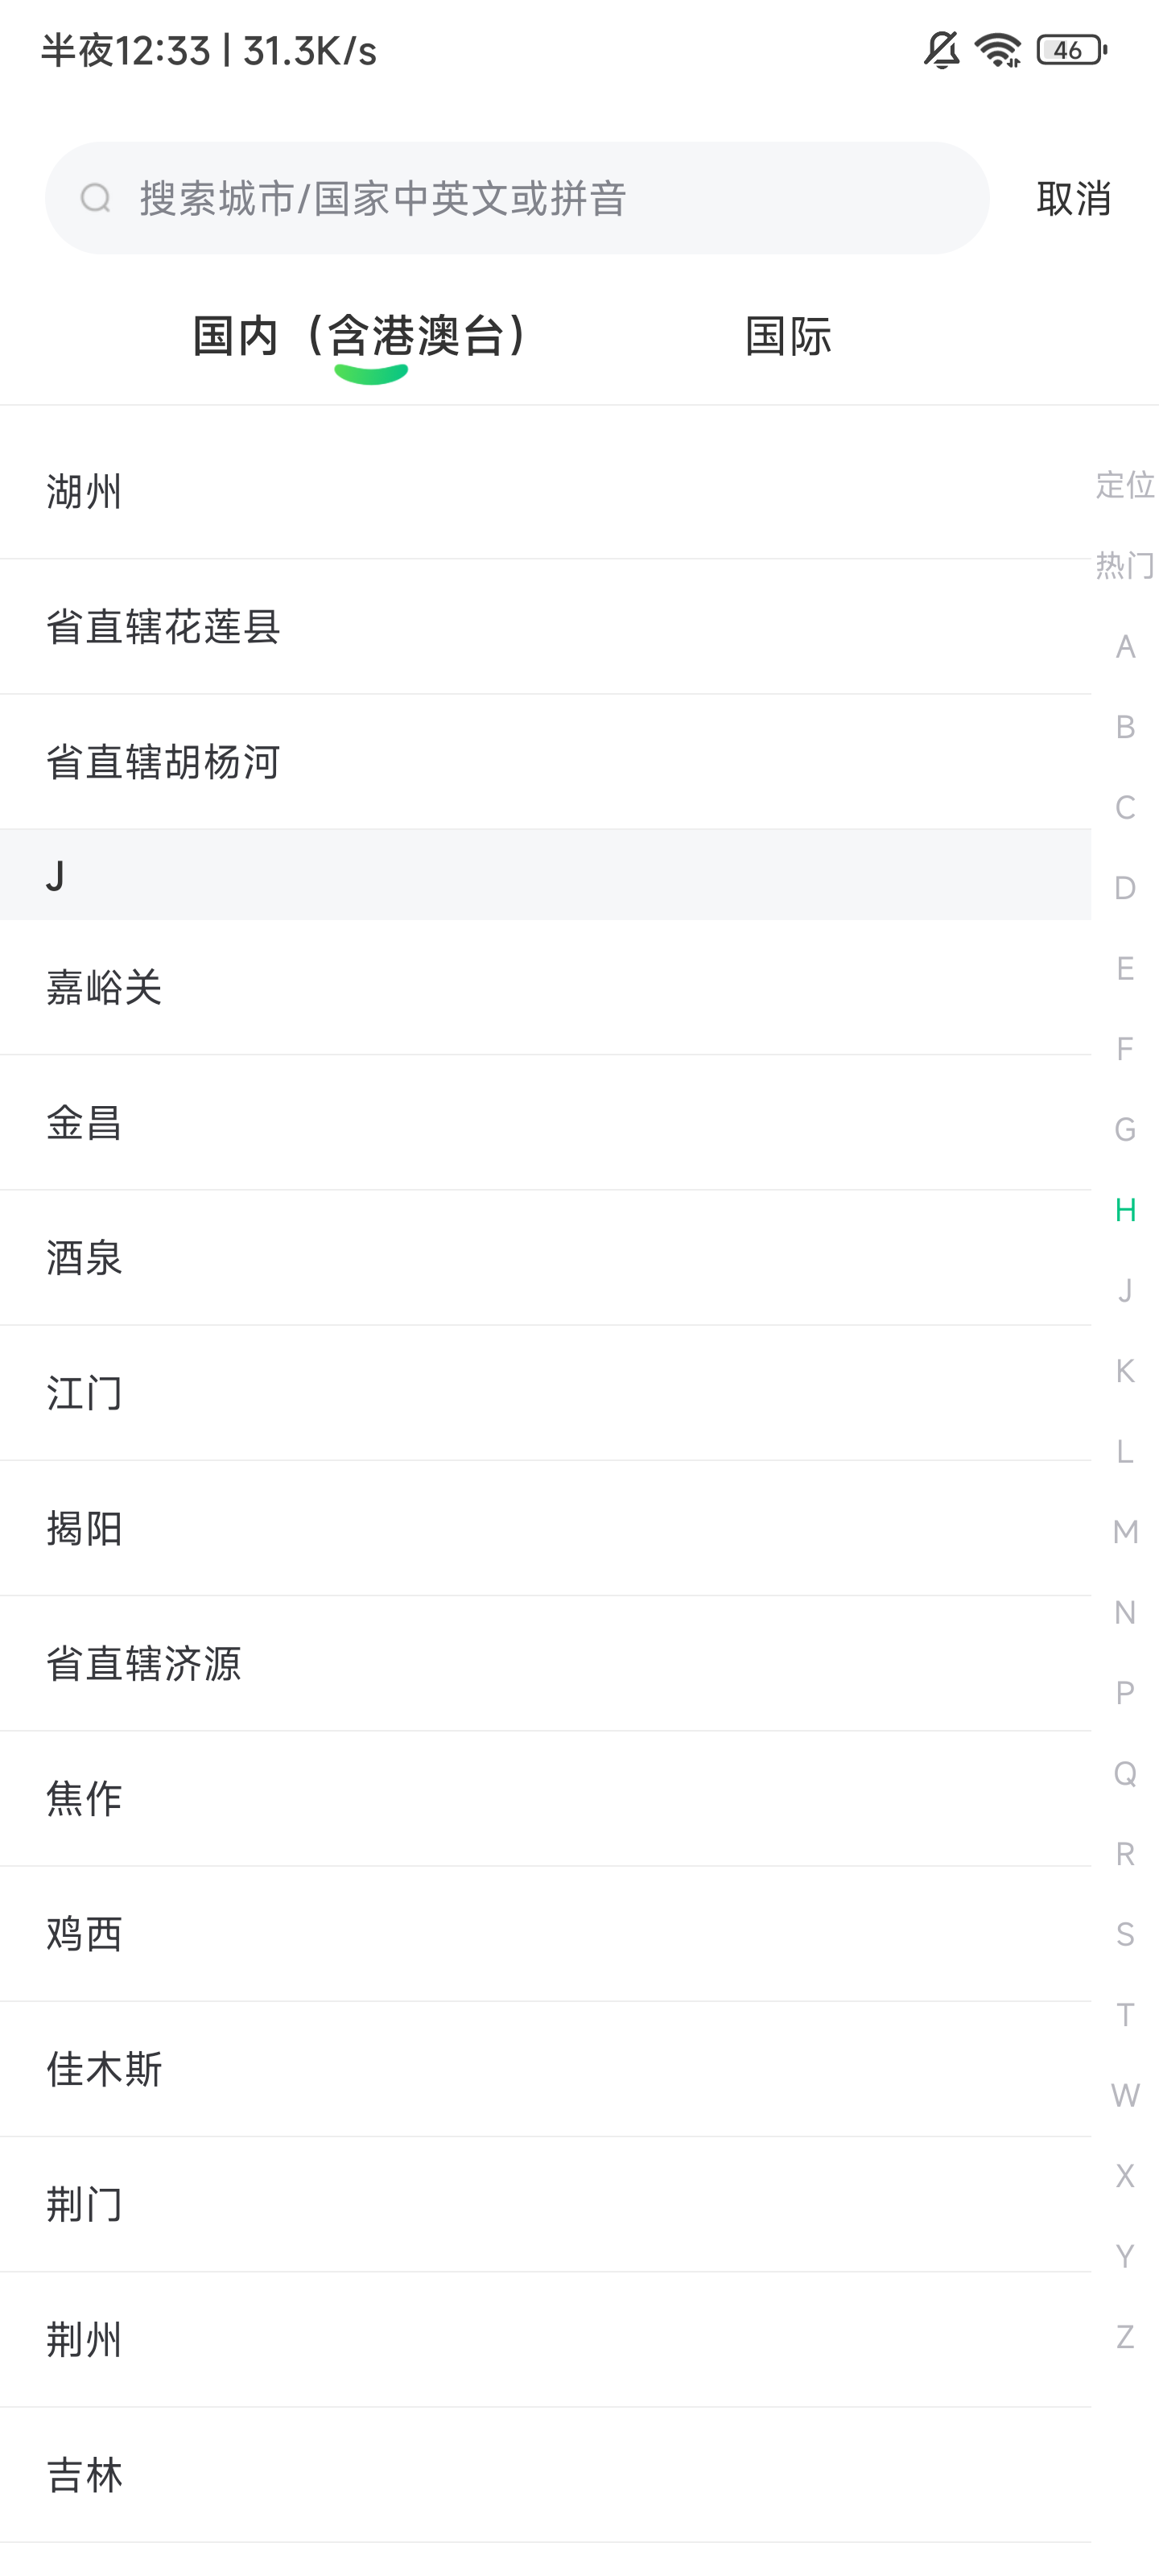 半夜12:33 | 31.3K/s
46
搜索城市/国家中英文或拼音
取消
国内（含港澳台）
国际
湖州
省直辖花莲县
省直辖胡杨河
J
嘉峪关
金昌
酒泉
江门
揭阳
省直辖济源
焦作
鸡西
佳木斯
荆门
荆州
吉林
定位
热门
A
B
C
D
E
F
G
H
J
K
L
M
N
P
Q
R
S
T
W
X
Y
Z